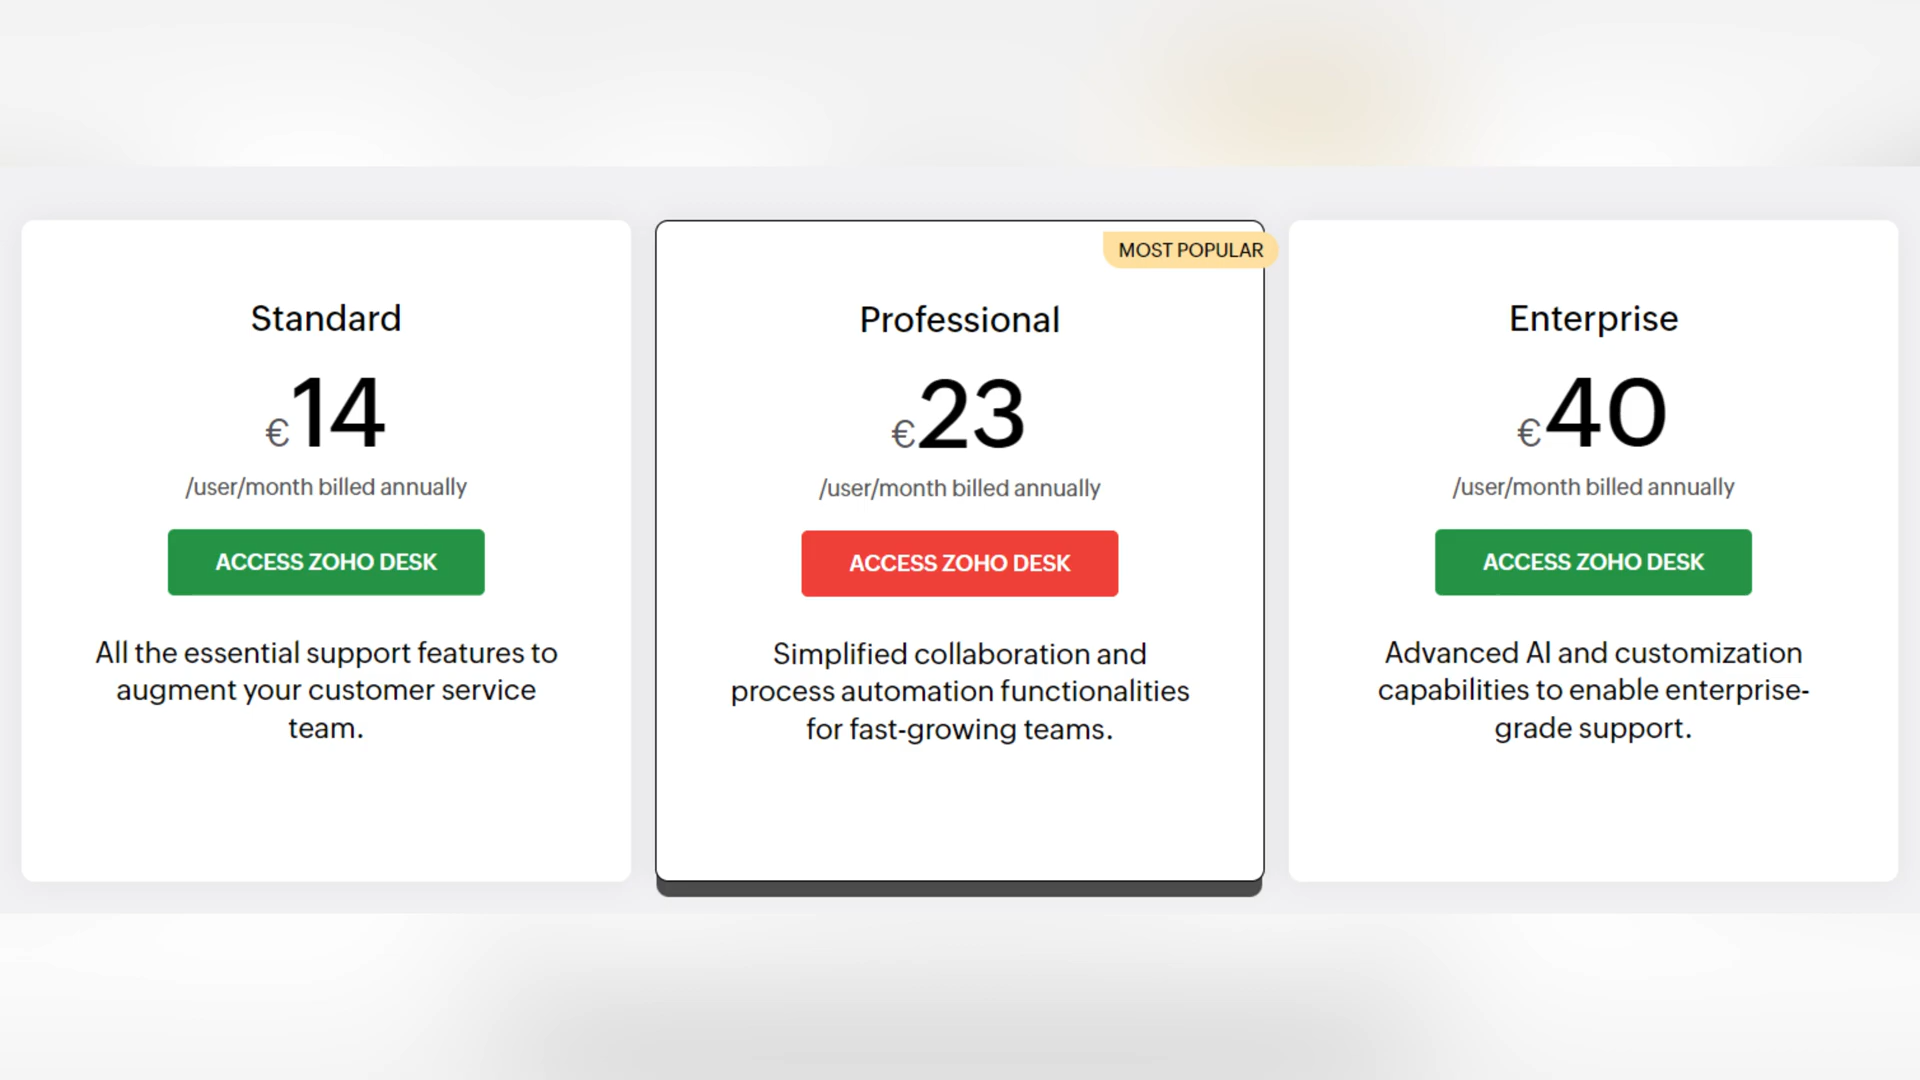 Standard
€14
/user/month billed annually
ACCESS ZOHO DESK
All the essential support features to
augment your customer service
team.
MOST POPULAR
Professional
€23
/user/month billed annually
ACCESS ZOHO DESK
Simplified collaboration and
process automation functionalities
for fast-growing teams.
Enterprise
€40
/user/month billed annually
ACCESS ZOHO DESK
Advanced AI and customization
capabilities to enable enterprise-
grade support.